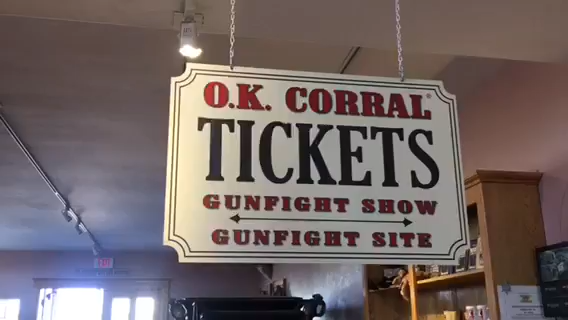 O.K. CORRAL®
TICKETS
GUNFIGHT SHOW
GUNFIGHT SITE